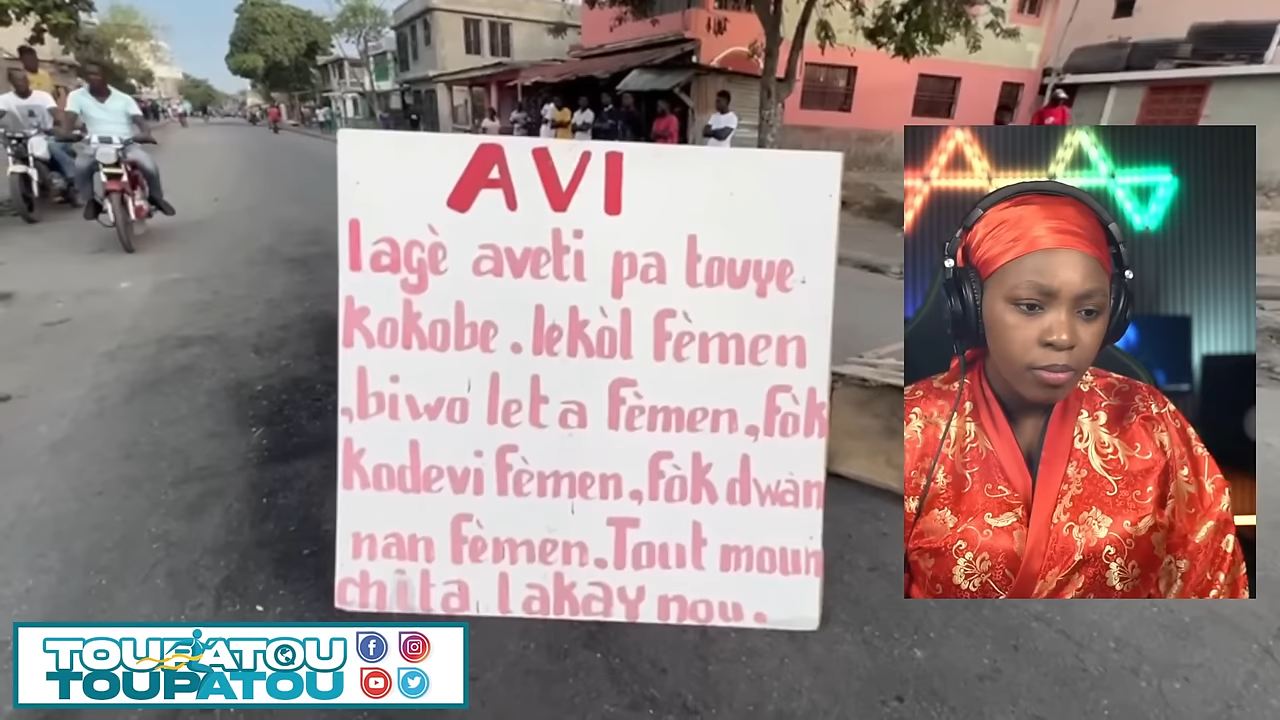 AVI
lagè aveti pa touye
kokobe. lekòl Fèmen
,biwo leta Fèmen, Fòk
kodevi Fèmen, Fòk dwàn
nan Fèmen. Tout moun
chita lakay nou.
TOUPATOU
TOUPATOU